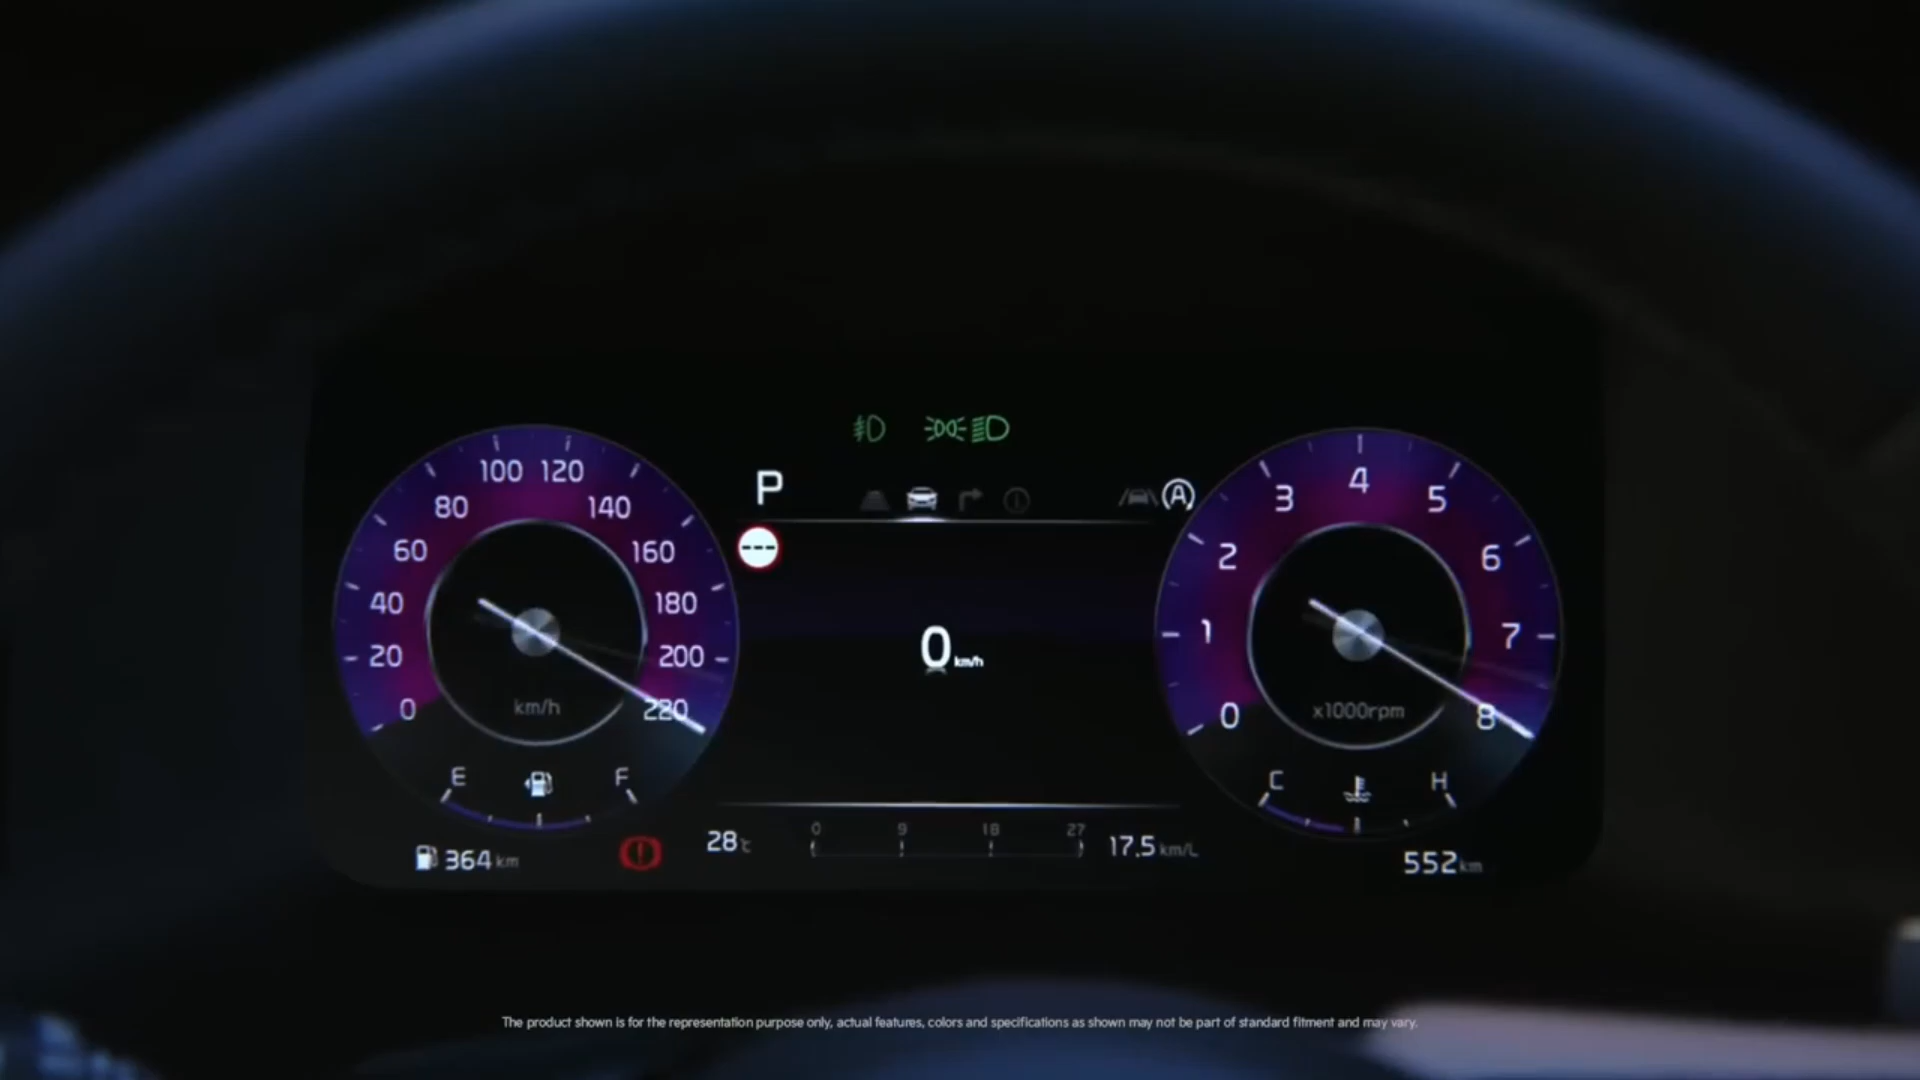 100 120
80 140
60 160
40 180
20 200
0 220
km/h
E F
364 km
P
A
---
0 km/h
28°C
0 9 18 27
17.5 km/L
4
3 5
2 6
1 7
0 8
x1000rpm
C H
552 km
The product shown is for the representation purpose only, actual features, colors and specifications as shown may not be part of standard fitment and may vary.